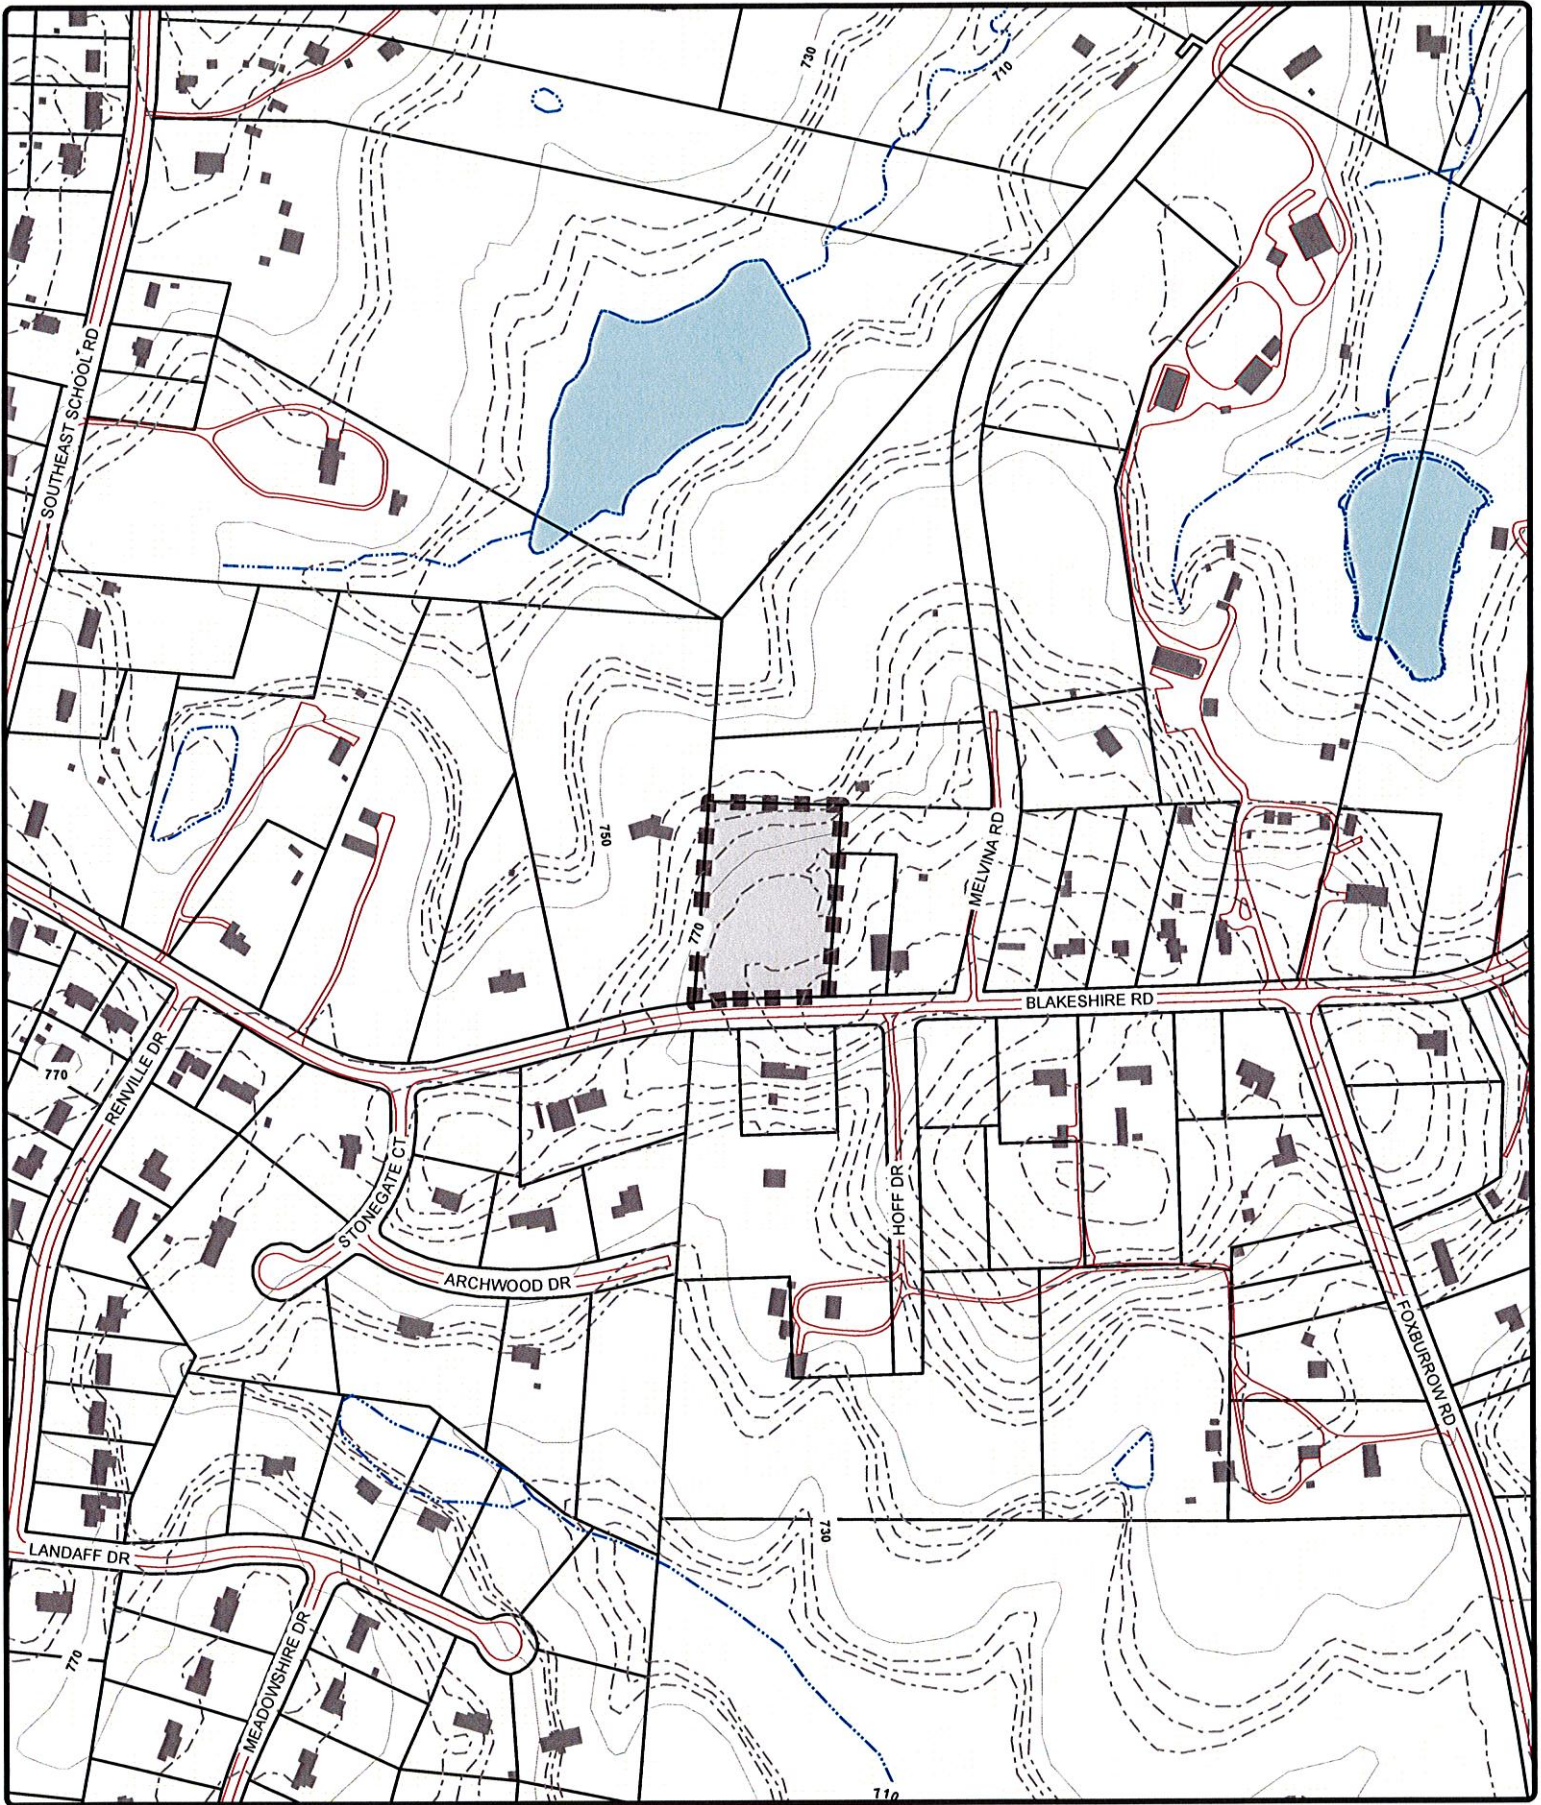 730
710
SOUTHEAST SCHOOL RD
750
MELVINA RD
770
BLAKESHIRE RD
RENVILLE DR
770
STONEGATE CT
HOFF DR
ARCHWOOD DR
FOXBURROW RD
730
LANDAFF DR
MEADOWSHIRE DR
770
710